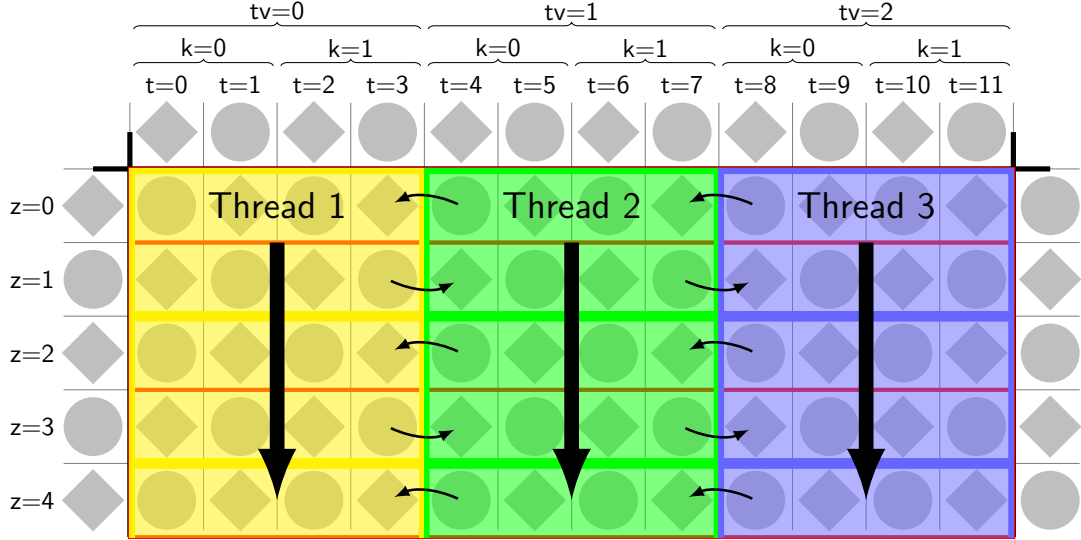 tv=0 tv=1 tv=2
k=0 k=1 k=0 k=1 k=0 k=1
t=0 t=1 t=2 t=3 t=4 t=5 t=6 t=7 t=8 t=9 t=10 t=11
z=0 Thread 1 Thread 2 Thread 3
z=1
z=2
z=3
z=4